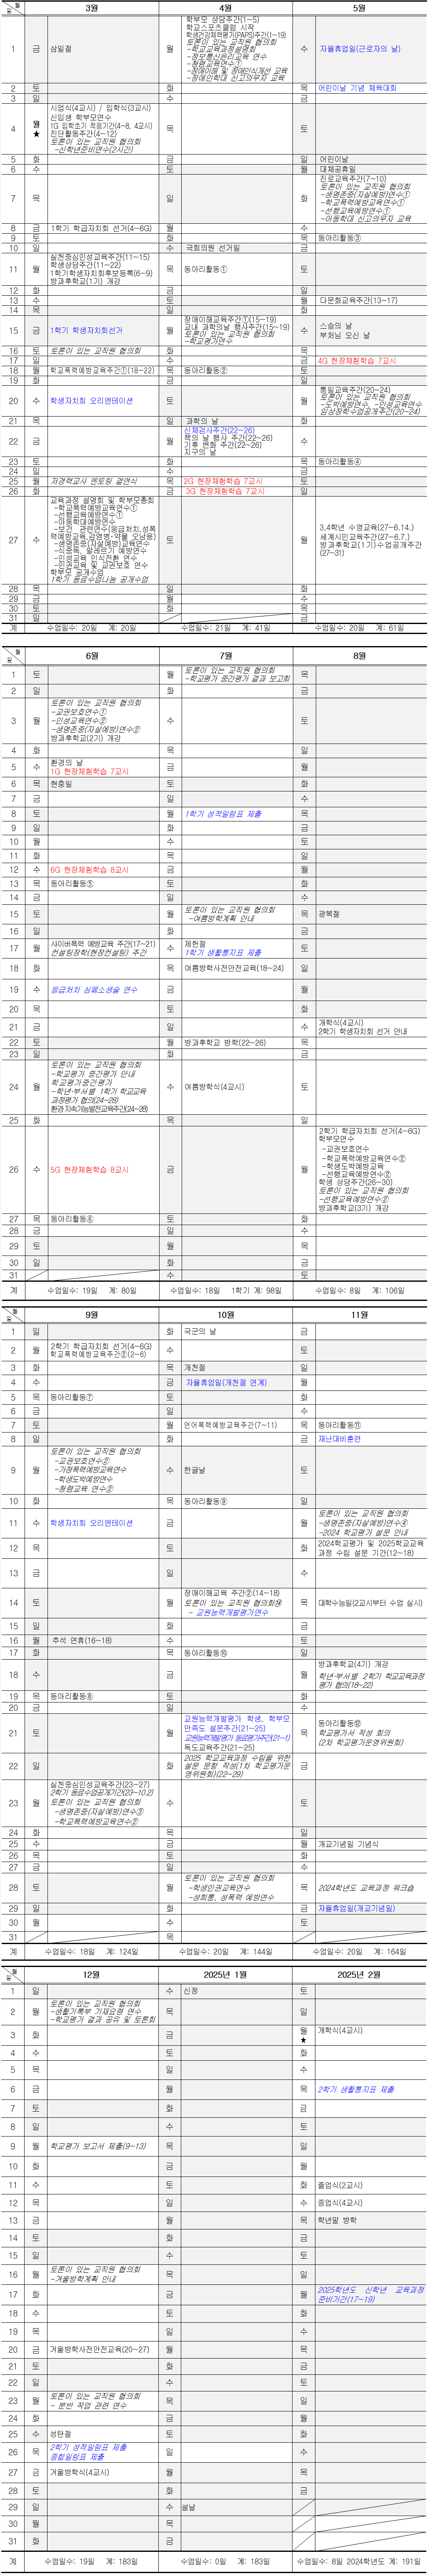 월 일 3월 4월 5월
1 금 삼일절 월 학부모 상담주간(1~5) 수 자율휴업일(근로자의 날)
학교스포츠클럽 시작
학생건강체력평가(PAPS)주간(1~19)
토론이 있는 교직원 협의회
-학교교육과정설명회
-정보통신윤리교육 연수
-청렴교육연수①
-장애이해 및 장애인식개선 교육
-장애인학대 신고의무자 교육
2 토 화 목 어린이날 기념 체육대회
3 일 수 금
4 월 ★ 시업식(4교시) / 입학식(3교시) 목 토
신입생 학부모연수
1G 입학초기 적응기간(4~8, 4교시)
진단활동주간(4~12)
토론이 있는 교직원 협의회
-신학년준비연수(2시간)
5 화 금 일 어린이날
6 수 토 월 대체공휴일
7 목 일 화 진로교육주간(7~10)
토론이 있는 교직원 협의회
-생명존중(자살예방)연수①
-학교폭력예방교육연수①
-선행교육예방연수①
-아동학대 신고의무자 교육
8 금 1학기 학급자치회 선거(4~6G) 월 수
9 토 화 목 동아리활동③
10 일 수 국회의원 선거일 금
11 월 실천중심인성교육주간(11~15) 목 동아리활동① 토
학생상담주간(11~22)
1학기학생자치회후보등록(6~9)
방과후학교(1기) 개강
12 화 금 일
13 수 토 월 다문화교육주간(13~17)
14 목 일 화
15 금 1학기 학생자치회선거 월 장애이해교육주간①(15~19) 수 스승의 날
교내 과학의날 행사주간(15~19) 부처님 오신 날
토론이 있는 교직원 협의회
-학교평가연수
16 토 토론이 있는 교직원 협의회 화 목
17 일 수 금 4G 현장체험학습 7교시
18 월 학교폭력예방교육주간①(18~22) 목 동아리활동② 토
19 화 금 일
20 수 학생자치회 오리엔테이션 토 월 통일교육주간(20~24)
토론이 있는 교직원 협의회
-도박예방연수, -인성교육연수
임상장학수업공개주간(20~24)
21 목 일 과학의 날 화
22 금 월 신체검사주간(22~26) 수
책의 날 행사 주간(22~26)
기후 변화 주간(22~26)
지구의 날
23 토 화 목 동아리활동④
24 일 수 금
25 월 저경력교사 멘토링 결연식 목 2G 현장체험학습 7교시 토
26 화 금 3G 현장체험학습 7교시 일
27 수 교육과정 설명회 및 학부모총회 토 월 3,4학년 수영교육(27~6.14.)
-학교폭력예방교육연수① 세계시민교육주간(27~6.7.)
-선행교육예방연수① 방과후학교(1기)수업공개주간
-아동학대예방연수 (27~31)
-보건 관련연수(응급처치,성폭
력예방교육,감염병·약물 오남용)
-생명존중(자살예방)교육연수
-식중독, 알레르기 예방연수
-인성교육 인식전환 연수
-인권교육 및 교권보호 연수
학부모 공개수업
1학기 동료수업나눔 공개수업
28 목 일 화
29 금 월 수
30 토 화 목
31 일 금
계 수업일수: 20일 계: 20일 수업일수: 21일 계: 41일 수업일수: 20일 계: 61일
월 일 6월 7월 8월
1 토 월 토론이 있는 교직원 협의회 목
-학교평가 중간평가 결과 보고회
2 일 화 금
3 월 토론이 있는 교직원 협의회 수 토
-교권보호연수①
-인성교육연수②
-생명존중(자살예방)연수②
방과후학교(2기) 개강
4 화 목 일
5 수 환경의 날 금 월
1G 현장체험학습 7교시
6 목 현충일 토 화
7 금 일 수
8 토 월 1학기 성적일람표 제출 목
9 일 화 금
10 월 수 토
11 화 목 일
12 수 6G 현장체험학습 8교시 금 월
13 목 동아리활동⑤ 토 화
14 금 일 수
15 토 월 토론이 있는 교직원 협의회 목 광복절
-여름방학계획 안내
16 일 화 금
17 월 사이버폭력 예방교육 주간(17~21) 수 제헌절 토
컨설팅장학(현장컨설팅) 주간 1학기 생활통지표 제출
18 화 목 여름방학사전안전교육(18~24) 일
19 수 응급처치 심폐소생술 연수 금 월
20 목 토 화
21 금 일 수 개학식(4교시)
2학기 학생자치회 선거 안내
22 토 월 방과후학교 방학(22~26) 목
23 일 화 금
24 월 토론이 있는 교직원 협의회 수 여름방학식(4교시) 토
-학교평가 중간평가 안내
학교평가중간평가
-학년·부서별 1학기 학교교육
과정평가 협의(24~28)
환경·지속가능발전교육주간(24~28)
25 화 목 일
26 수 5G 현장체험학습 8교시 금 월 2학기 학급자치회 선거(4~6G)
학부모연수
-교권보호연수
-학교폭력예방교육연수②
-학생도박예방교육
-선행교육예방연수②
학생 상담주간(26~30)
토론이 있는 교직원 협의회
-선행교육예방연수②
방과후학교(3기) 개강
27 목 동아리활동⑥ 토 화
28 금 일 수
29 토 월 목
30 일 화 금
31 수 토
계 수업일수: 19일 계: 80일 수업일수: 18일 1학기 계: 98일 수업일수: 8일 계: 106일
월 일 9월 10월 11월
1 일 화 국군의 날 금
2 월 2학기 학급자치회 선거(4~6G) 수 토
학교폭력예방교육주간②(2~6)
3 화 목 개천절 일
4 수 금 자율휴업일(개천절 연계) 월
5 목 동아리활동⑦ 토 화
6 금 일 수
7 토 월 언어폭력예방교육주간(7~11) 목 동아리활동⑪
8 일 화 금 재난대비훈련
9 월 토론이 있는 교직원 협의회 수 한글날 토
-교권보호연수②
-가정폭력예방교육연수
-학생도박예방연수
-청렴교육 연수②
10 화 목 동아리활동⑨ 일
11 수 학생자치회 오리엔테이션 금 월 토론이 있는 교직원 협의회
-생명존중(자살예방)연수④
-2024 학교평가 설문 안내
12 목 토 화 2024학교평가 및 2025학교교육
과정 수립 설문 기간(12~18)
13 금 일 수
14 토 월 장애이해교육 주간②(14~18) 목 대학수능일(2교시부터 수업 실시)
토론이 있는 교직원 협의회
- 교원능력개발평가연수
15 일 화 금
16 월 추석 연휴(16~18) 수 토
17 화 목 동아리활동⑩ 일
18 수 금 월 방과후학교(4기) 개강
학년·부서별 2학기 학교교육과정
평가 협의(18~22)
19 목 동아리활동⑧ 토 화
20 금 일 수
21 토 월 교원능력개발평가 학생, 학부모 목 동아리활동⑫
만족도 설문주간(21~25) 학교평가서 작성 회의
교원능력개발평가 동료평가주간(21~1) (2차 학교평가운영위원회)
독도교육주간(21~25)
22 일 화 2025 학교교육과정 수립을 위한 금
설문 문항 작성(1차 학교평가운
영위원회)(22~29)
23 월 실천중심인성교육주간(23~27) 수 토
2학기 동료수업공개기간(23~10.2)
토론이 있는 교직원 협의회
-생명존중(자살예방)연수③
-학교폭력예방교육연수②
24 화 목 일
25 수 금 월 개교기념일 기념식
26 목 토 화
27 금 일 수
28 토 월 토론이 있는 교직원 협의회 목 2024학년도 교육과정 워크숍
-학생인권교육연수
-성희롱, 성폭력 예방연수
29 일 화 금 자율휴업일(개교기념일)
30 월 수 토
31 목
계 수업일수: 18일 계: 124일 수업일수: 20일 계: 144일 수업일수: 20일 계: 164일
월 일 12월 2025년 1월 2025년 2월
1 일 수 신정 토
2 월 토론이 있는 교직원 협의회 목 일
-생활기록부 기재요령 연수
-학교평가 결과 공유 및 토론회
3 화 금 월 ★ 개학식(4교시)
4 수 토 화
5 목 일 수
6 금 월 목 2학기 생활통지표 제출
7 토 화 금
8 일 수 토
9 월 학교평가 보고서 제출(9~13) 목 일
10 화 금 월
11 수 토 화 졸업식(2교시)
12 목 일 수 종업식(4교시)
13 금 월 목 학년말 방학
14 토 화 금
15 일 수 토
16 월 토론이 있는 교직원 협의회 목 일
-겨울방학계획 안내
17 화 금 월 2025학년도 신학년 교육과정
준비기간(17~19)
18 수 토 화
19 목 일 수
20 금 겨울방학사전안전교육(20~27) 월 목
21 토 화 금
22 일 수 토
23 월 토론이 있는 교직원 협의회 목 일
- 분반 작업 관련 연수
24 화 금 월
25 수 성탄절 토 화
26 목 2학기 성적일람표 제출 일 수
종합일람표 제출
27 금 겨울방학식(4교시) 월 목
28 토 화 금
29 일 수 설날
30 월 목
31 화 금
계 수업일수: 19일 계: 183일 수업일수: 0일 계: 183일 수업일수: 8일 2024학년도 계: 191일